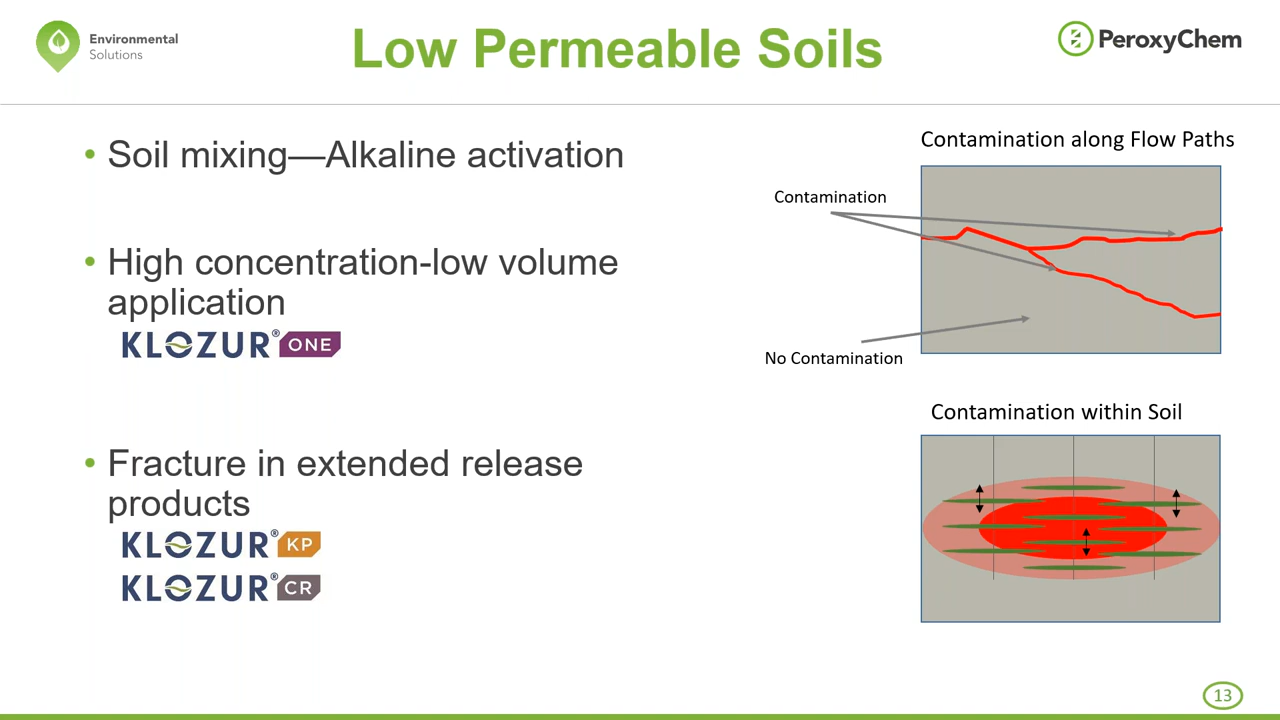 Environmental
Solutions
Low Permeable Soils
PeroxyChem
• Soil mixing—Alkaline activation
• High concentration-low volume
application
KLOZUR® ONE
• Fracture in extended release
products
KLOZUR® KP
KLOZUR® CR
Contamination along Flow Paths
Contamination
No Contamination
Contamination within Soil
13